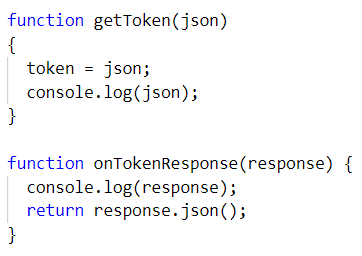 function getToken(json)
{
  token = json;
  console.log(json);
}

function onTokenResponse(response) {
  console.log(response);
  return response.json();
}